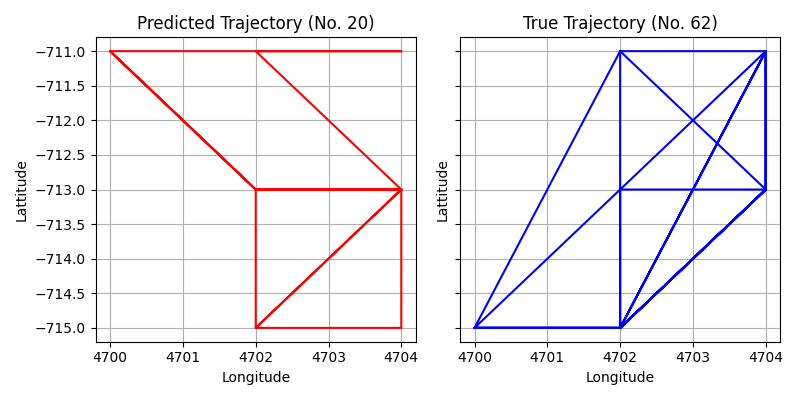 Predicted Trajectory (No. 20)
True Trajectory (No. 62)
−711.0
−711.5
−712.0
−712.5
−713.0
−713.5
−714.0
−714.5
−715.0
Lattitude
Lattitude
4700 4701 4702 4703 4704
4700 4701 4702 4703 4704
Longitude
Longitude